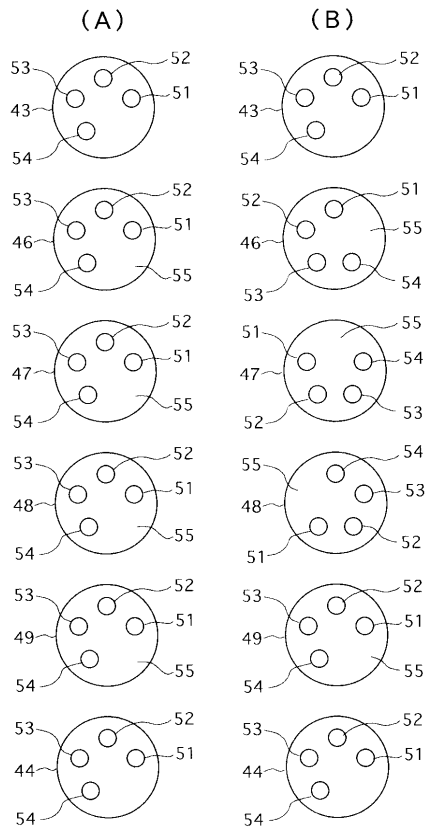 (A) (B)
52 52
53 53
43 51 43 51
54 54
52 51
53 52
46 51 46 55
54 55 53 54
52 55
53 51
47 51 47 54
54 55 52 53
52 54
53 55
48 51 48 53
54 55 51 52
52 52
53 53
49 51 49 51
54 55 54 55
52 52
53 53
44 51 44 51
54 54